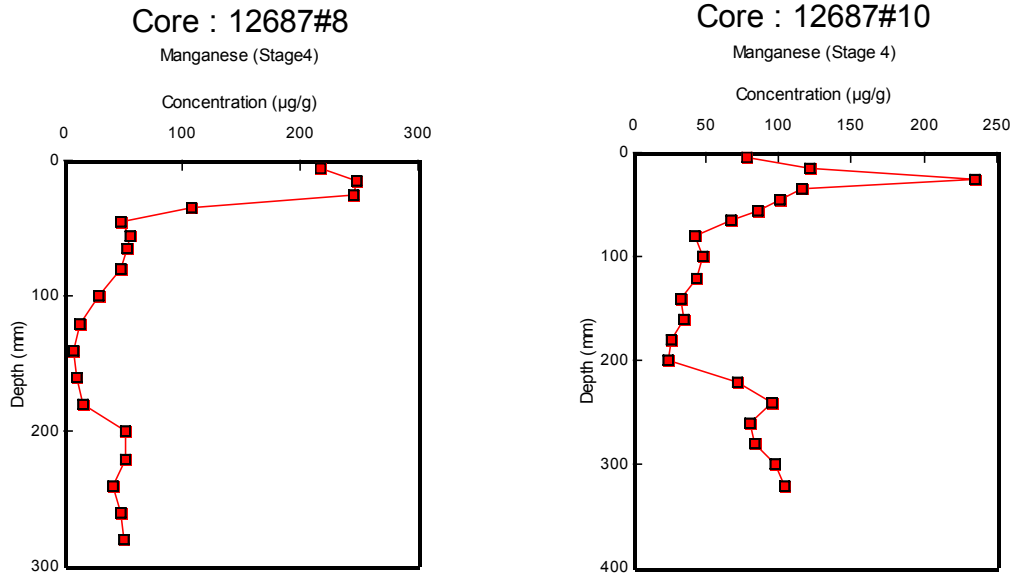 Core : 12687#8
Manganese (Stage4)
Concentration (µg/g)
0 100 200 300
0
100
200
300
Depth (mm)
Core : 12687#10
Manganese (Stage 4)
Concentration (µg/g)
0 50 100 150 200 250
0
100
200
300
400
Depth (mm)